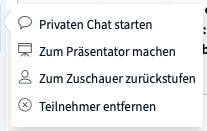 Privaten Chat starten
Zum Präsentator machen
Zum Zuschauer zurückstufen
Teilnehmer entfernen